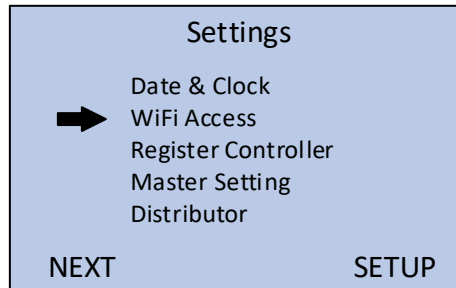 Settings
Date & Clock
WiFi Access
Register Controller
Master Setting
Distributor
NEXT SETUP